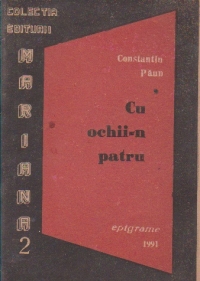 COLECȚIA
EDITURII
MARIANA
2
Constantin
Păun
Cu
ochii-n
patru
epigrame
1991